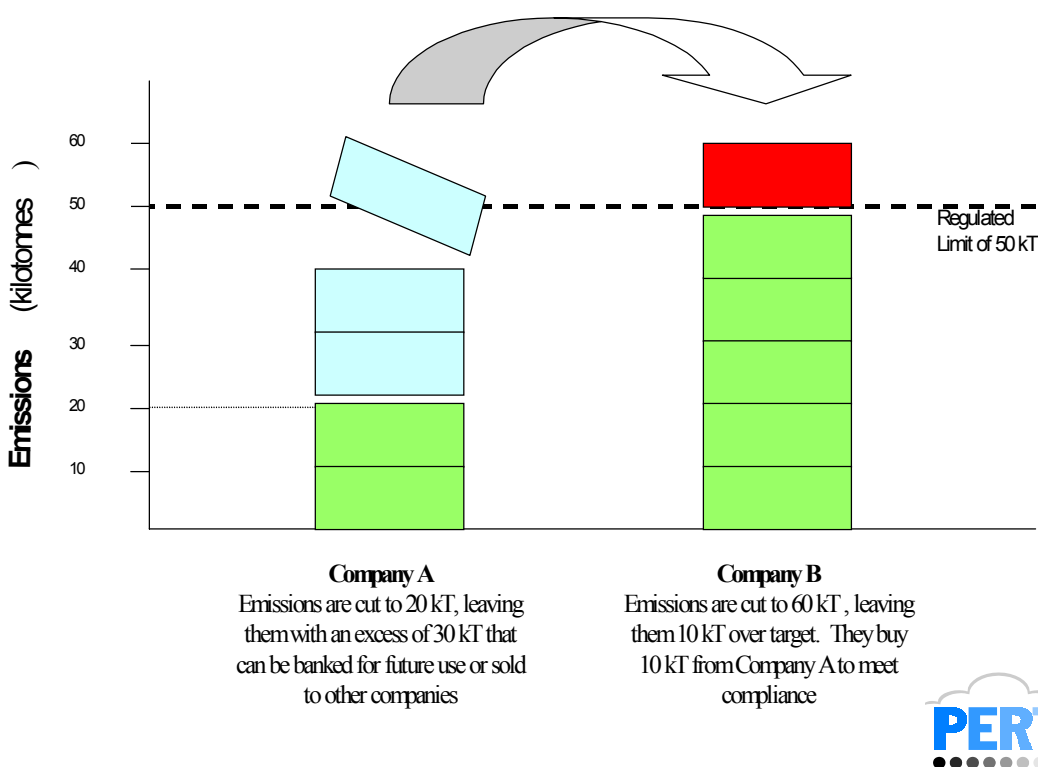 60
50
40
30
20
10
Emissions (kilotonnes )
Regulated
Limit of 50 kT
Company A
Emissions are cut to 20 kT, leaving
them with an excess of 30 kT that
can be banked for future use or sold
to other companies
Company B
Emissions are cut to 60 kT , leaving
them 10 kT over target. They buy
10 kT from Company A to meet
compliance
PERT